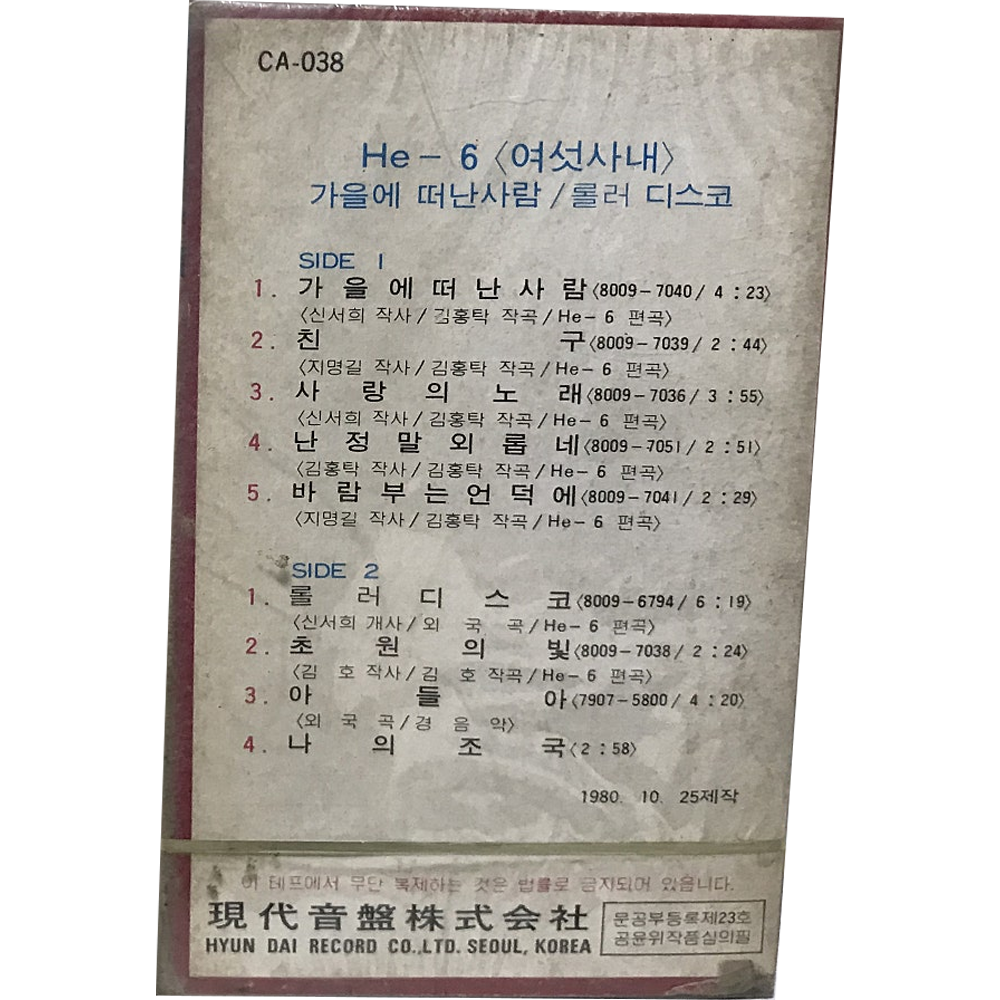 CA-038
He - 6 〈여섯사내〉
가을에 떠난사람 / 롤러 디스코
SIDE 1
1. 가을에떠난사람〈8009-7040 / 4 : 23〉
〈신서희 작사 / 김홍탁 작곡 / He- 6 편곡〉
2. 친 구〈8009-7039 / 2 : 44〉
〈지명길 작사 / 김홍탁 작곡 / He- 6 편곡〉
3. 사 랑 의 노 래〈8009-7036 / 3 : 55〉
〈신서희 작사 / 김홍탁 작곡 / He- 6 편곡〉
4. 난 정 말 외 롭 네〈8009-7051 / 2 : 51〉
〈김홍탁 작사 / 김홍탁 작곡 / He- 6 편곡〉
5. 바람부는언덕에〈8009-7041 / 2 : 29〉
〈지명길 작사 / 김홍탁 작곡 / He- 6 편곡〉
SIDE 2
1. 롤 러 디 스 코〈8009-6794 / 6 : 19〉
〈신서희 개사 / 외 국 곡 / He- 6 편곡〉
2. 초 원 의 빛〈8009-7038 / 2 : 24〉
〈김 호 작사 / 김 호 작곡 / He- 6 편곡〉
3. 아 들 아〈7907-5800 / 4 : 20〉
〈외 국 곡 / 경 음 악〉
4. 나 의 조 국〈2 : 58〉
1980. 10. 25제작
이 테프에서 무단 복제하는 것은 법률로 금지되어 있읍니다.
現代音盤株式会社
HYUN DAI RECORD CO.,LTD. SEOUL, KOREA
문공부등록제23호
공윤위작품심의필